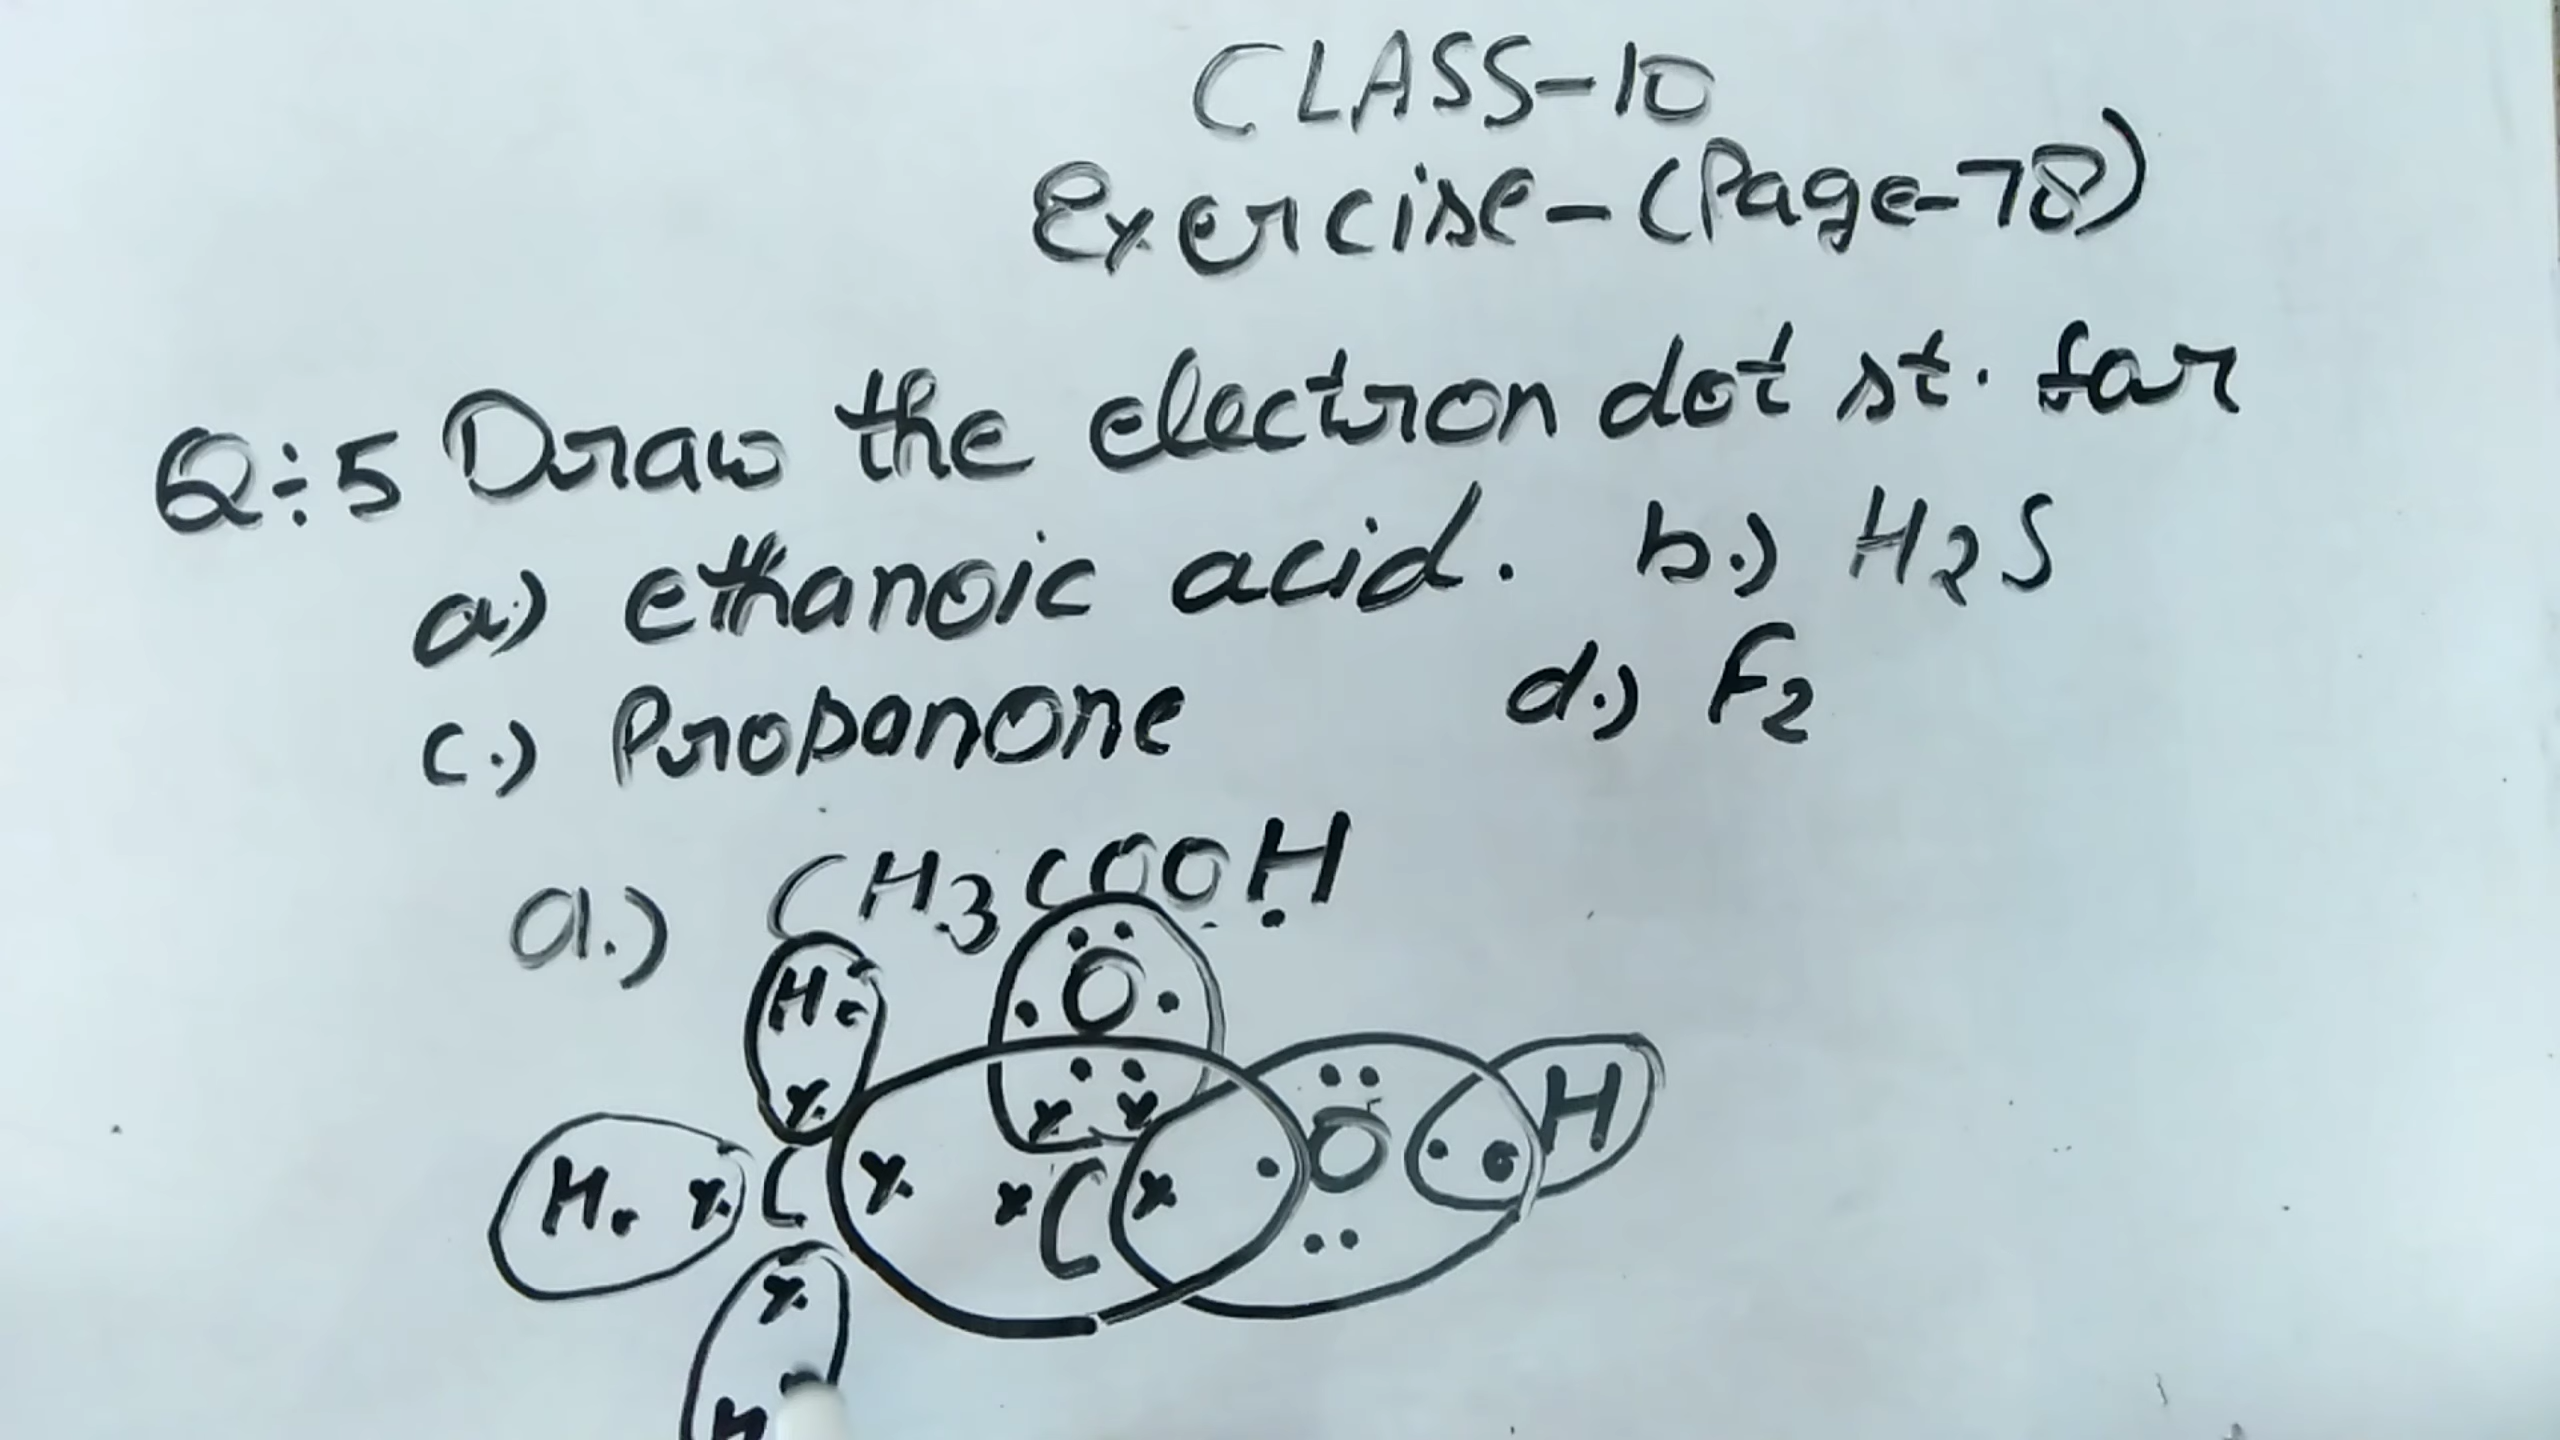 CLASS-10
Exercise-(Page-78)
Q÷5 Draw the electron dot st. for
a.) ethanoic acid. b.) H2S
c.) Propanone d.) F2
a.) CH3COOH
H O
H C C O H
H